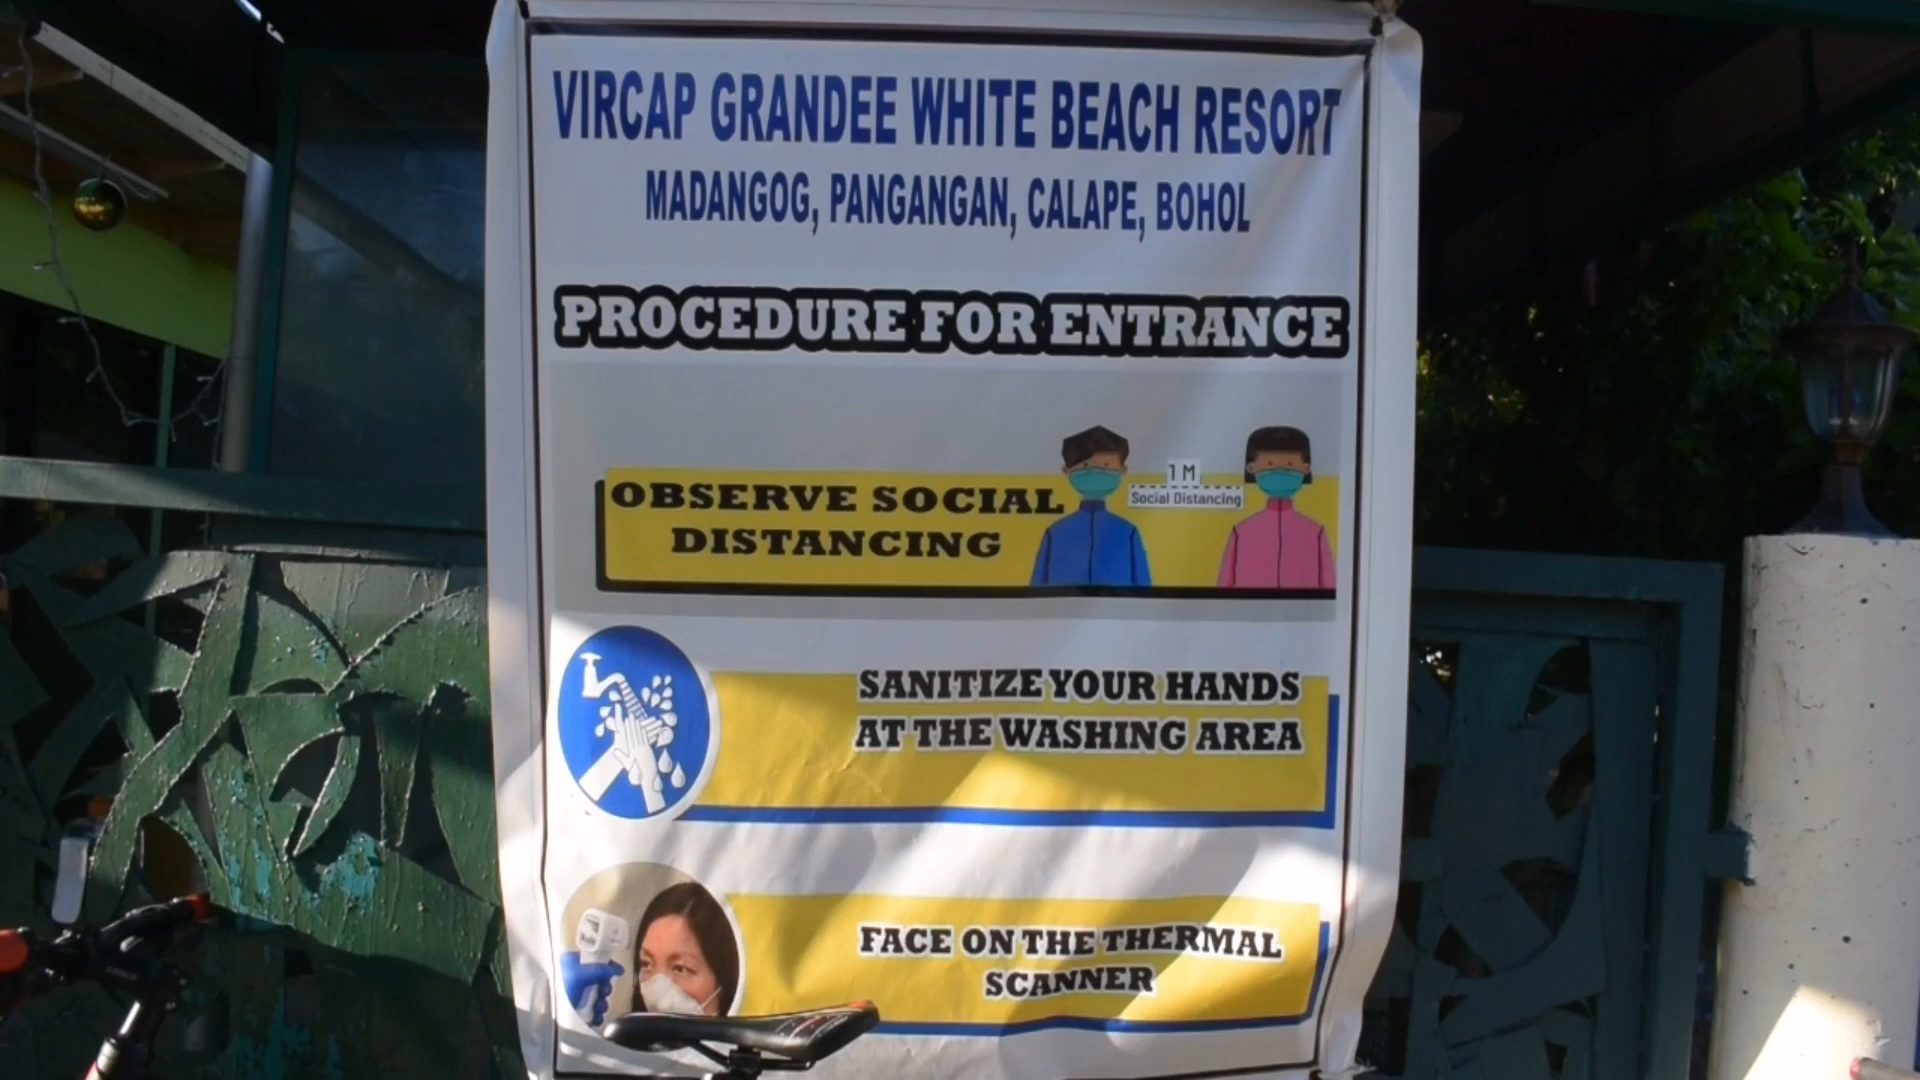 VIRCAP GRANDEE WHITE BEACH RESORT
MADANGOG, PANGANGAN, CALAPE, BOHOL
PROCEDURE FOR ENTRANCE
OBSERVE SOCIAL
DISTANCING
1 M
Social Distancing
SANITIZE YOUR HANDS
AT THE WASHING AREA
FACE ON THE THERMAL
SCANNER